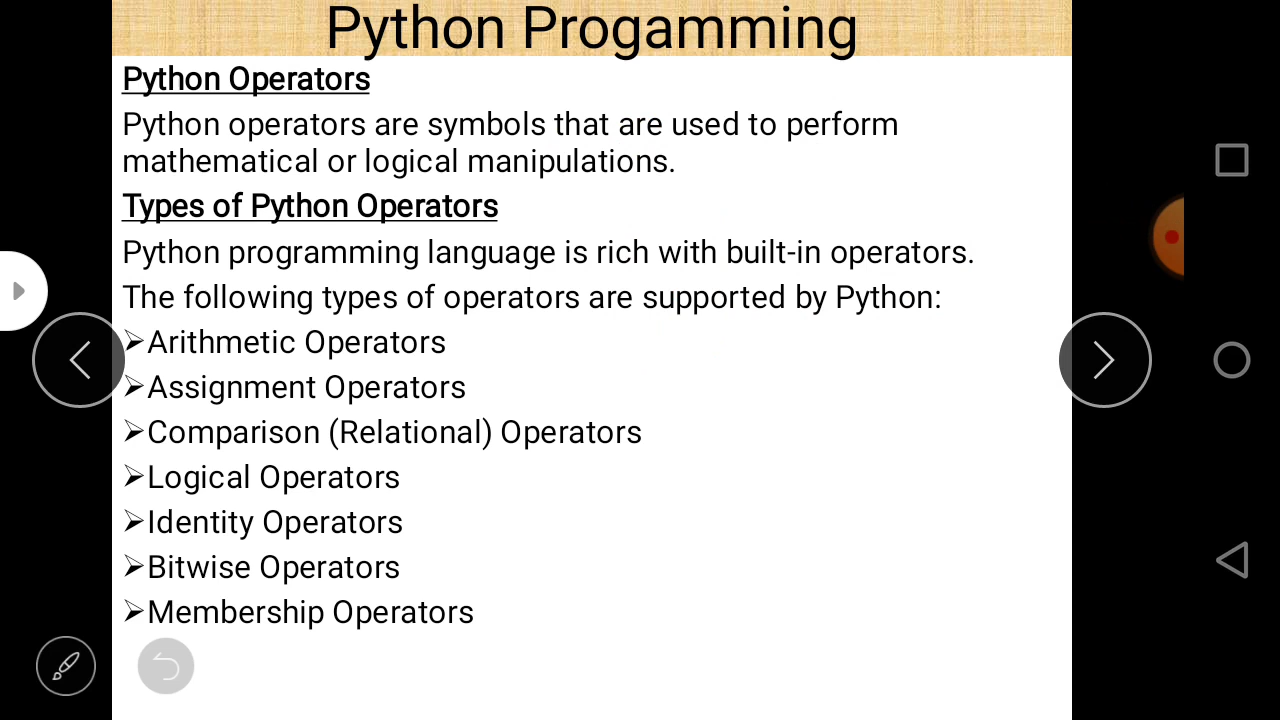 Python Progamming
Python Operators
Python operators are symbols that are used to perform
mathematical or logical manipulations.
Types of Python Operators
Python programming language is rich with built-in operators.
The following types of operators are supported by Python:
➢Arithmetic Operators
➢Assignment Operators
➢Comparison (Relational) Operators
➢Logical Operators
➢Identity Operators
➢Bitwise Operators
➢Membership Operators